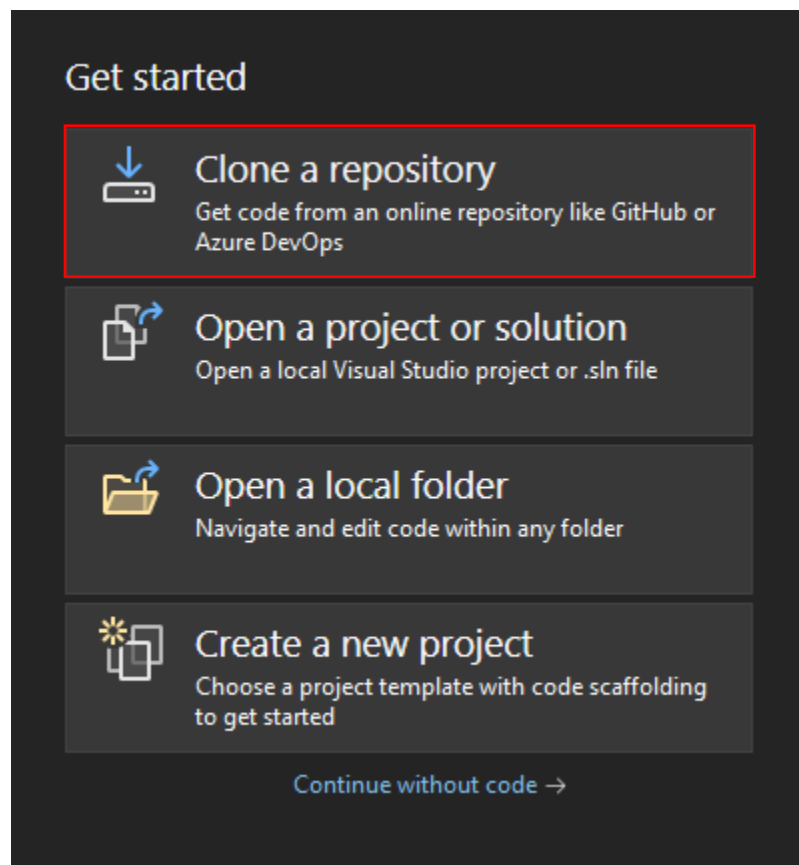 Get started
Clone a repository
Get code from an online repository like GitHub or
Azure DevOps
Open a project or solution
Open a local Visual Studio project or .sln file
Open a local folder
Navigate and edit code within any folder
Create a new project
Choose a project template with code scaffolding
to get started
Continue without code →